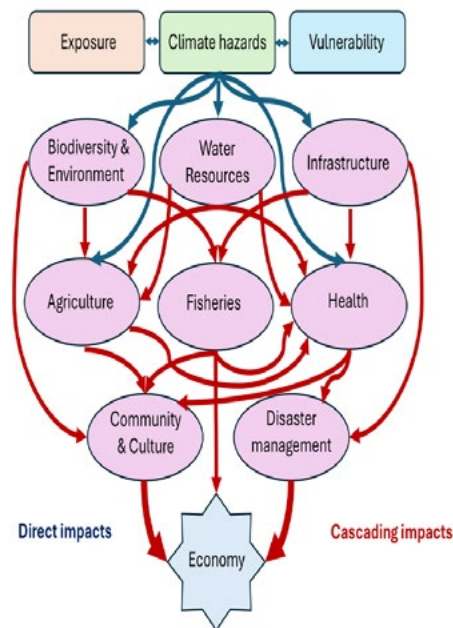 Exposure
Climate hazards
Vulnerability
Biodiversity &
Environment
Water
Resources
Infrastructure
Agriculture
Fisheries
Health
Community
& Culture
Disaster
management
Direct impacts
Cascading impacts
Economy